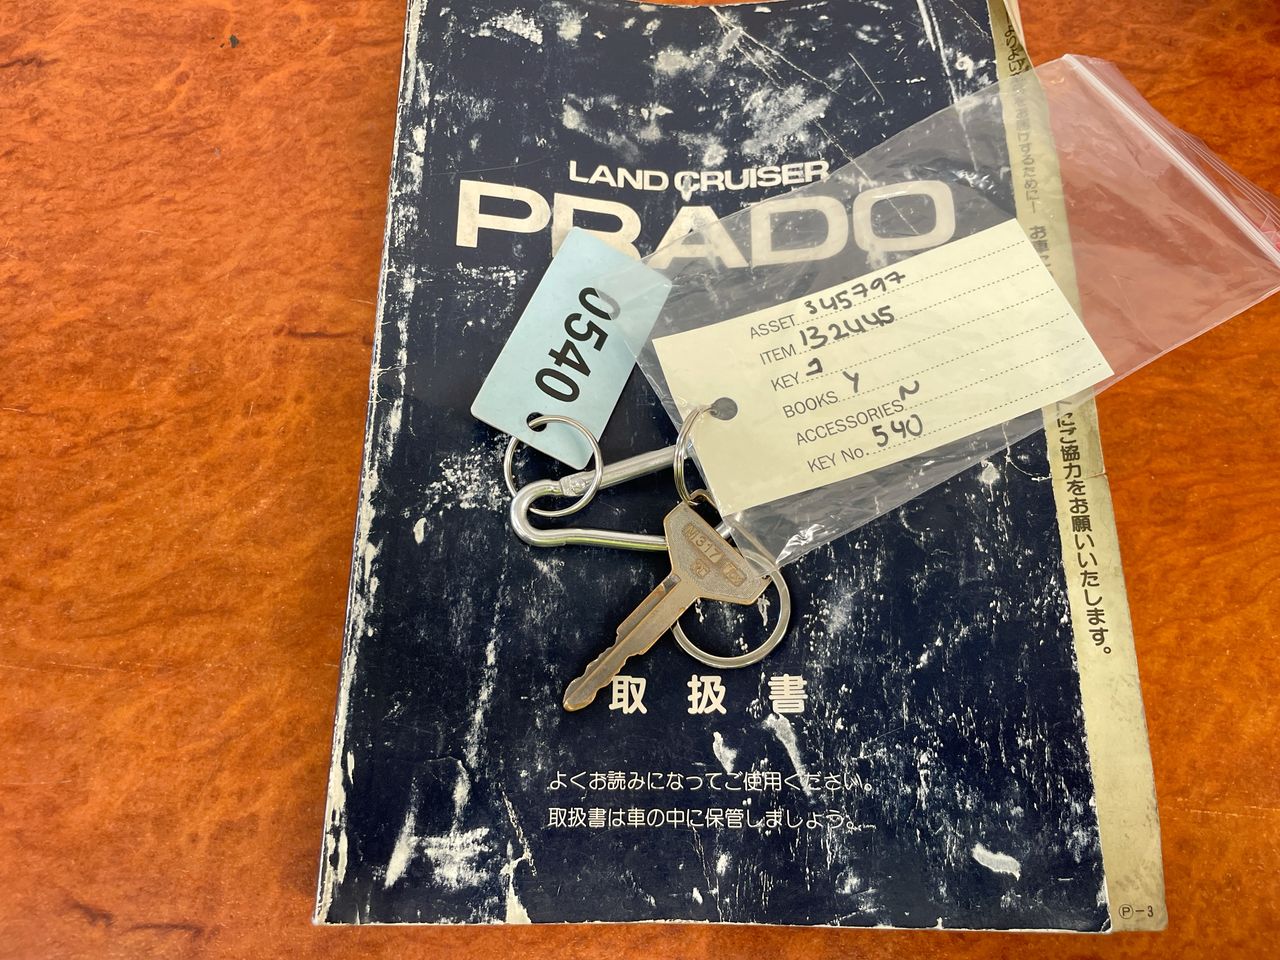 LAND CRUISER
PRADO
0540
ASSET 345797
ITEM 132445
KEY 1
BOOKS Y
ACCESSORIES N
KEY No. 540
M317
取扱書
よくお読みになってご使用ください。
取扱書は車の中に保管しましょう。
にご協力をお願いいたします。
Ⓟ-3